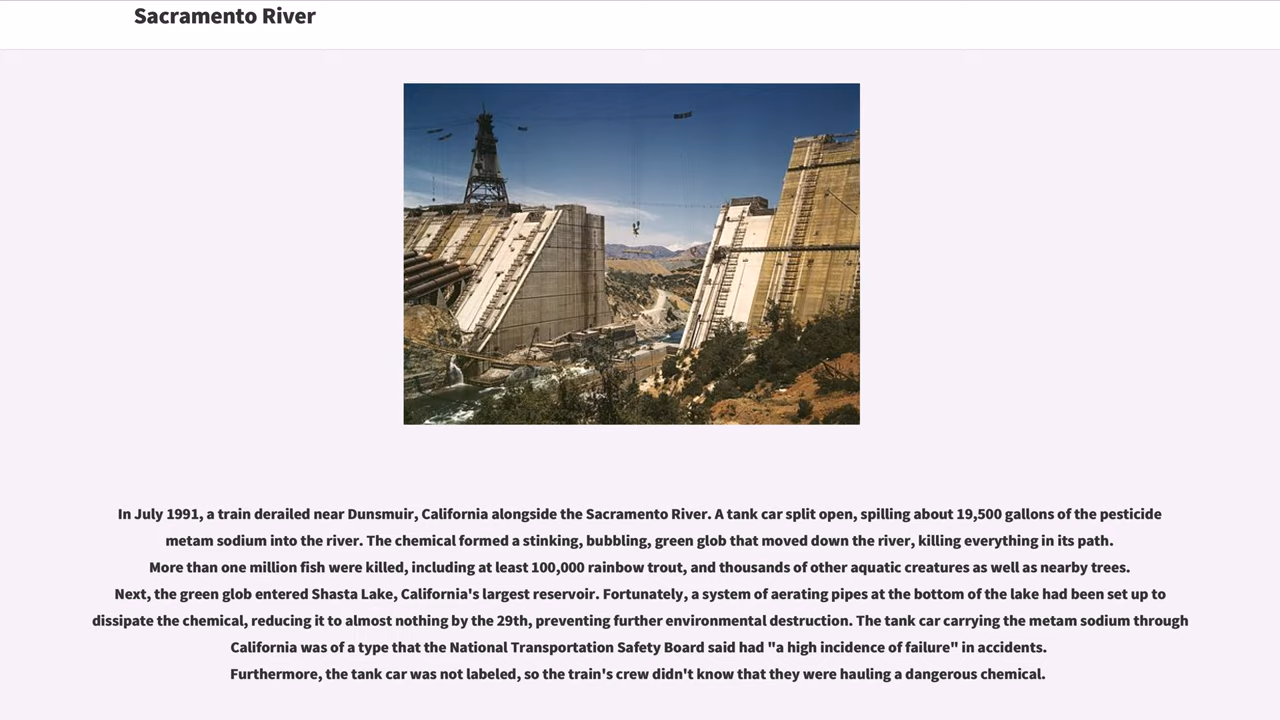 Sacramento River
In July 1991, a train derailed near Dunsmuir, California alongside the Sacramento River. A tank car split open, spilling about 19,500 gallons of the pesticide
metam sodium into the river. The chemical formed a stinking, bubbling, green glob that moved down the river, killing everything in its path.
More than one million fish were killed, including at least 100,000 rainbow trout, and thousands of other aquatic creatures as well as nearby trees.
Next, the green glob entered Shasta Lake, California's largest reservoir. Fortunately, a system of aerating pipes at the bottom of the lake had been set up to
dissipate the chemical, reducing it to almost nothing by the 29th, preventing further environmental destruction. The tank car carrying the metam sodium through
California was of a type that the National Transportation Safety Board said had "a high incidence of failure" in accidents.
Furthermore, the tank car was not labeled, so the train's crew didn't know that they were hauling a dangerous chemical.